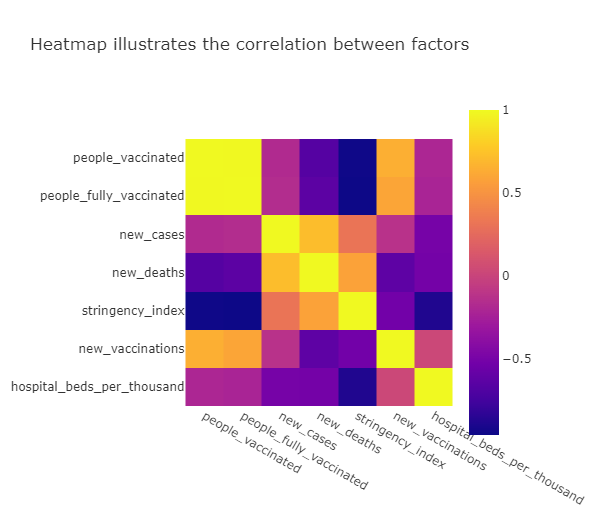 Heatmap illustrates the correlation between factors
1
people_vaccinated
0.5
people_fully_vaccinated
new_cases
0
new_deaths
stringency_index
new_vaccinations
−0.5
hospital_beds_per_thousand
people_vaccinated
people_fully_vaccinated
new_cases
new_deaths
stringency_index
new_vaccinations
hospital_beds_per_thousand